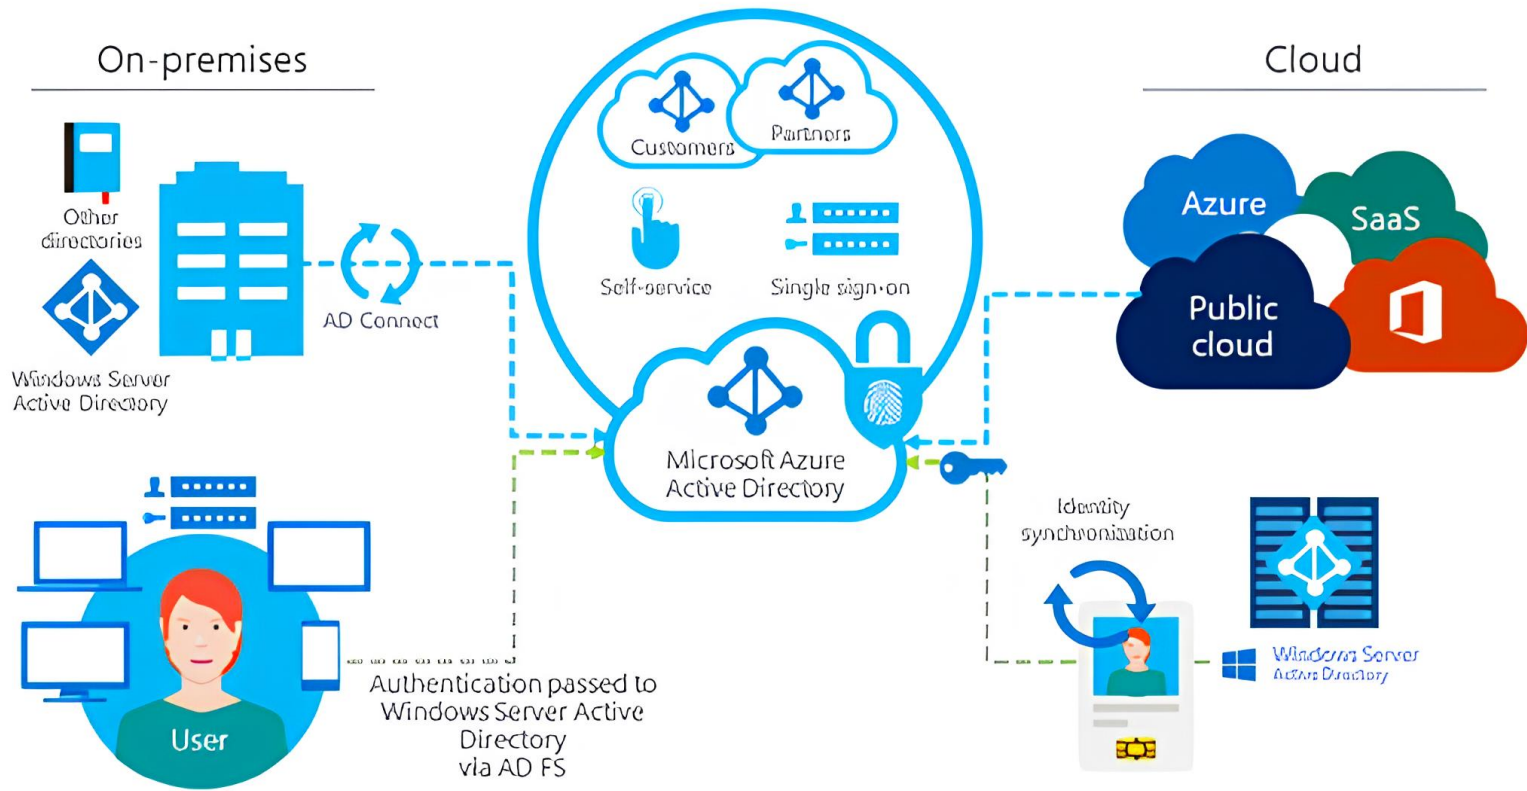 On-premises
Other
directories
Windows Server
Active Directory
AD Connect
Customers
Partners
Self-service
Single sign-on
Microsoft Azure
Active Directory
Cloud
Azure
SaaS
Public
cloud
User
Authentication passed to
Windows Server Active
Directory
via AD FS
Identity
synchronization
Windows Server
Active Directory